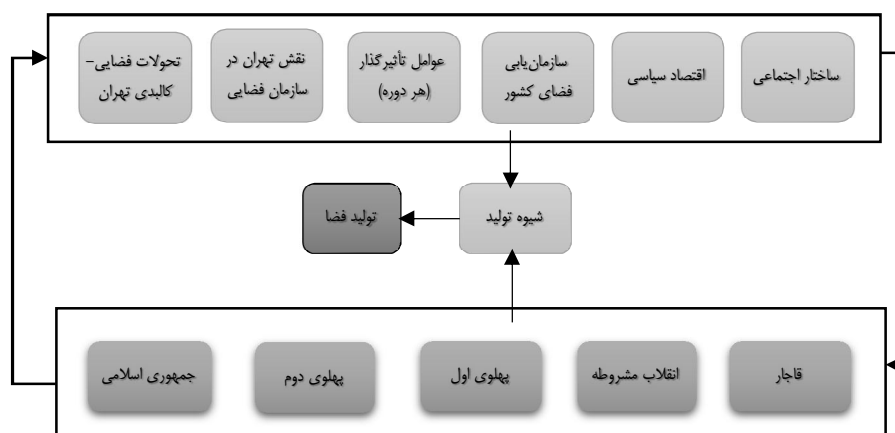 ساختار اجتماعی
اقتصاد سیاسی
سازمان‌یابی
فضای کشور
عوامل تأثیرگذار
(هر دوره)
نقش تهران در
سازمان فضایی
تحولات فضایی-
کالبدی تهران
شیوه تولید
تولید فضا
قاجار
انقلاب مشروطه
پهلوی اول
پهلوی دوم
جمهوری اسلامی